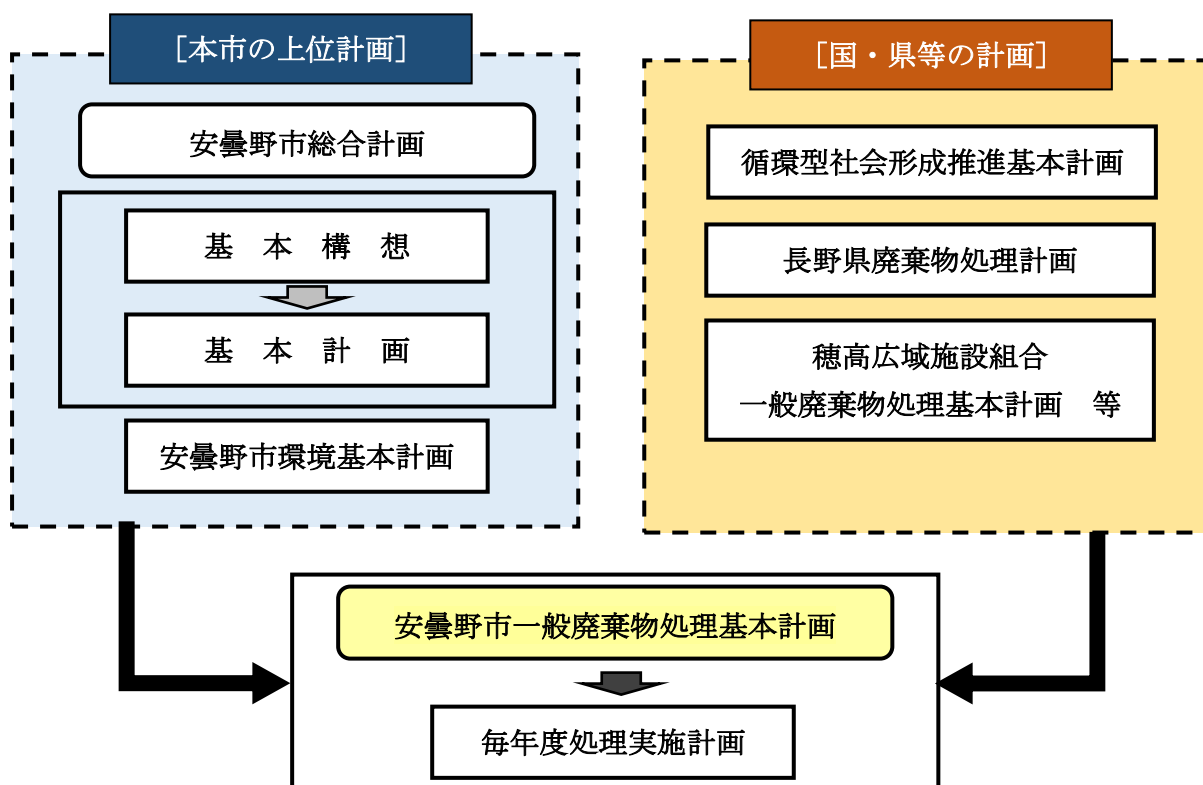 ［本市の上位計画］
安曇野市総合計画
基　本　構　想
基　本　計　画
安曇野市環境基本計画
［国・県等の計画］
循環型社会形成推進基本計画
長野県廃棄物処理計画
穂高広域施設組合
一般廃棄物処理基本計画　等
安曇野市一般廃棄物処理基本計画
毎年度処理実施計画